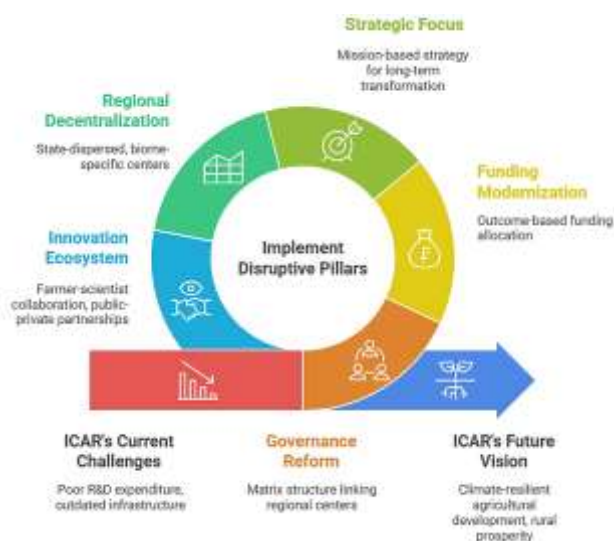 Strategic Focus
Mission-based strategy
for long-term
transformation
Regional
Decentralization
State-dispersed, biome-
specific centers
Funding
Modernization
Outcome-based funding
allocation
Innovation
Ecosystem
Farmer-scientist
collaboration, public-
private partnerships
Implement
Disruptive Pillars
ICAR's Current
Challenges
Poor R&D expenditure,
outdated infrastructure
Governance
Reform
Matrix structure linking
regional centers
ICAR's Future
Vision
Climate-resilient
agricultural
development, rural
prosperity